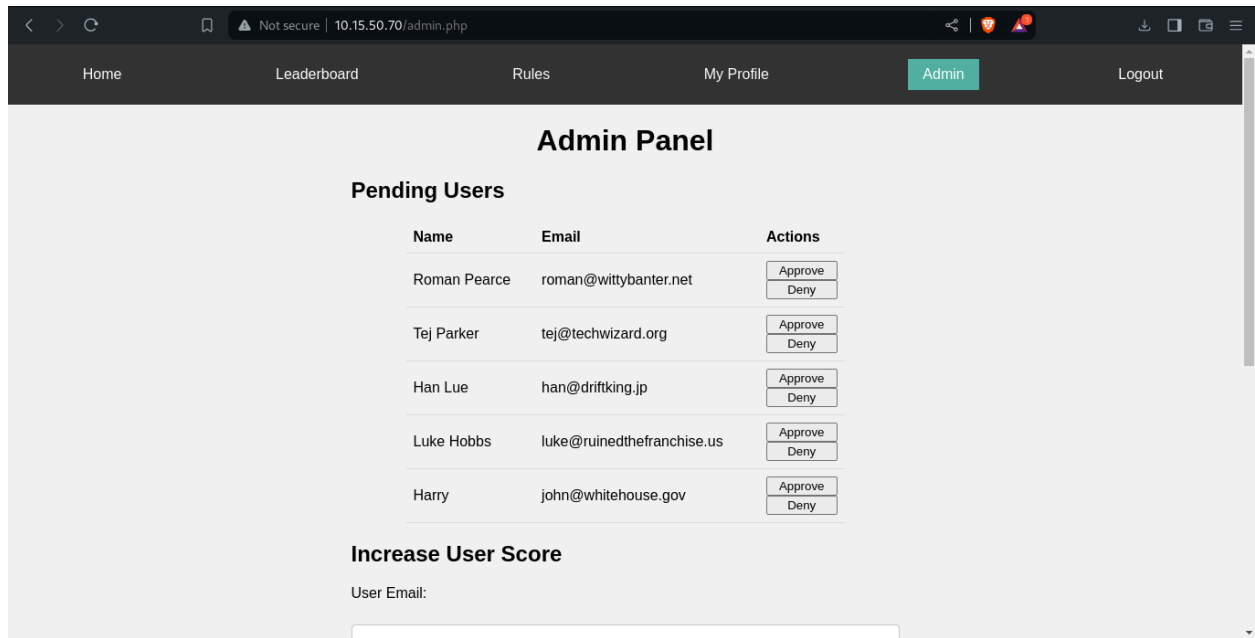 Not secure 10.15.50.70/admin.php
Home Leaderboard Rules My Profile Admin Logout
Admin Panel
Pending Users
Name Email Actions
Roman Pearce roman@wittybanter.net Approve
Deny
Tej Parker tej@techwizard.org Approve
Deny
Han Lue han@driftking.jp Approve
Deny
Luke Hobbs luke@ruinedthefranchise.us Approve
Deny
Harry john@whitehouse.gov Approve
Deny
Increase User Score
User Email: